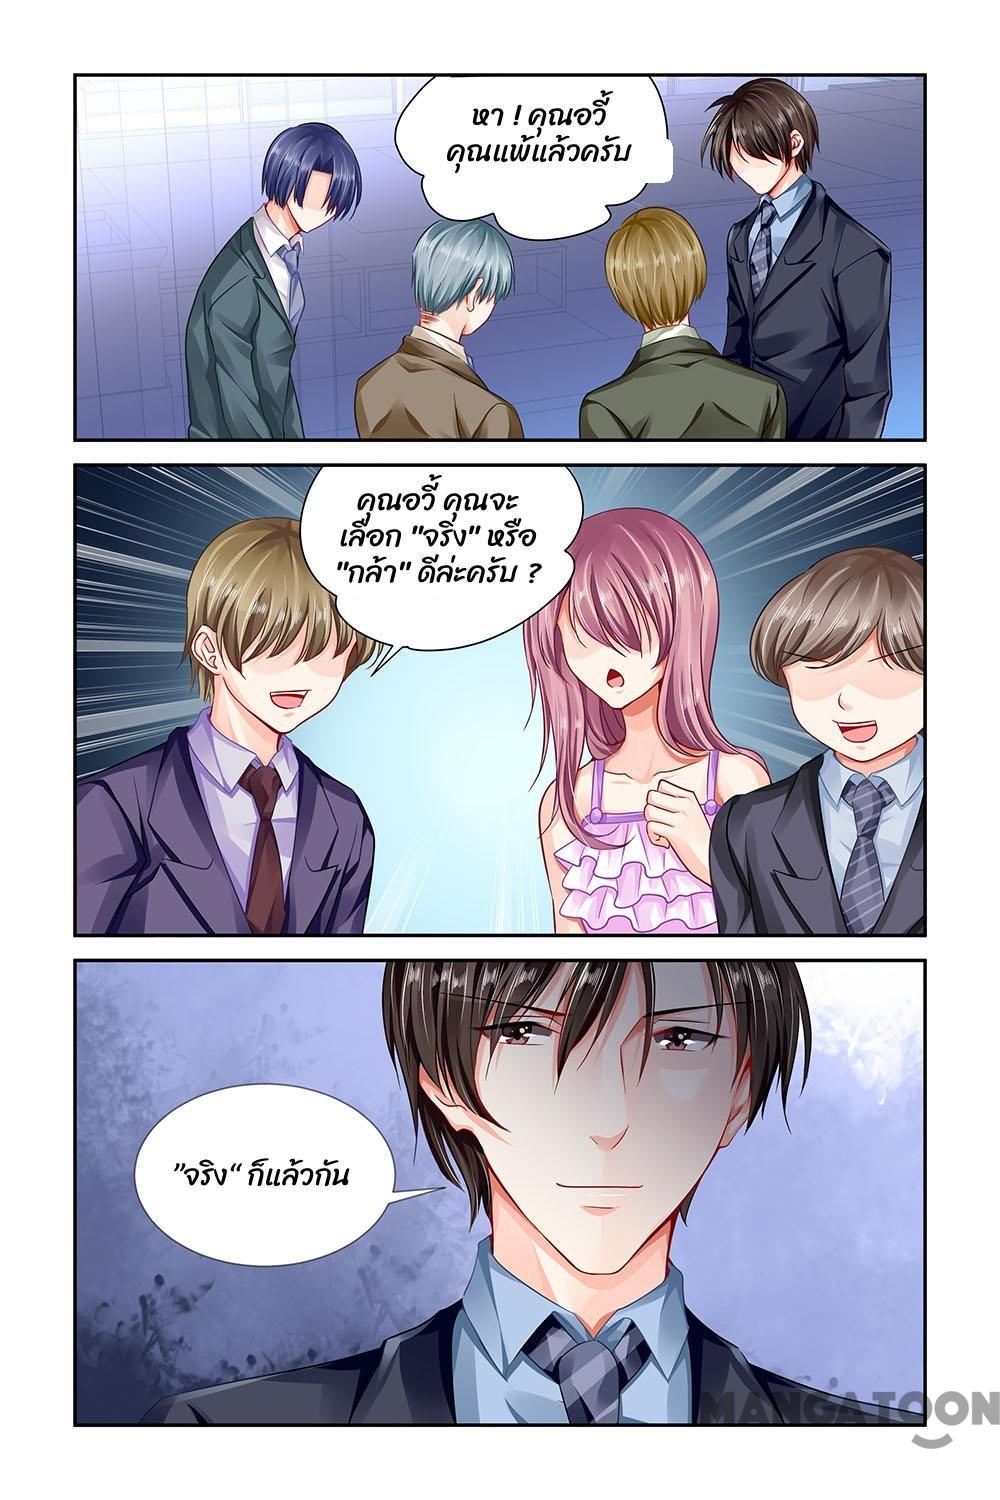 หา ! คุณอวี้
คุณแพ้แล้วครับ
คุณอวี้ คุณจะ
เลือก "จริง" หรือ
"กล้า" ดีล่ะครับ ?
”จริง“ ก็แล้วกัน
MANGATOON